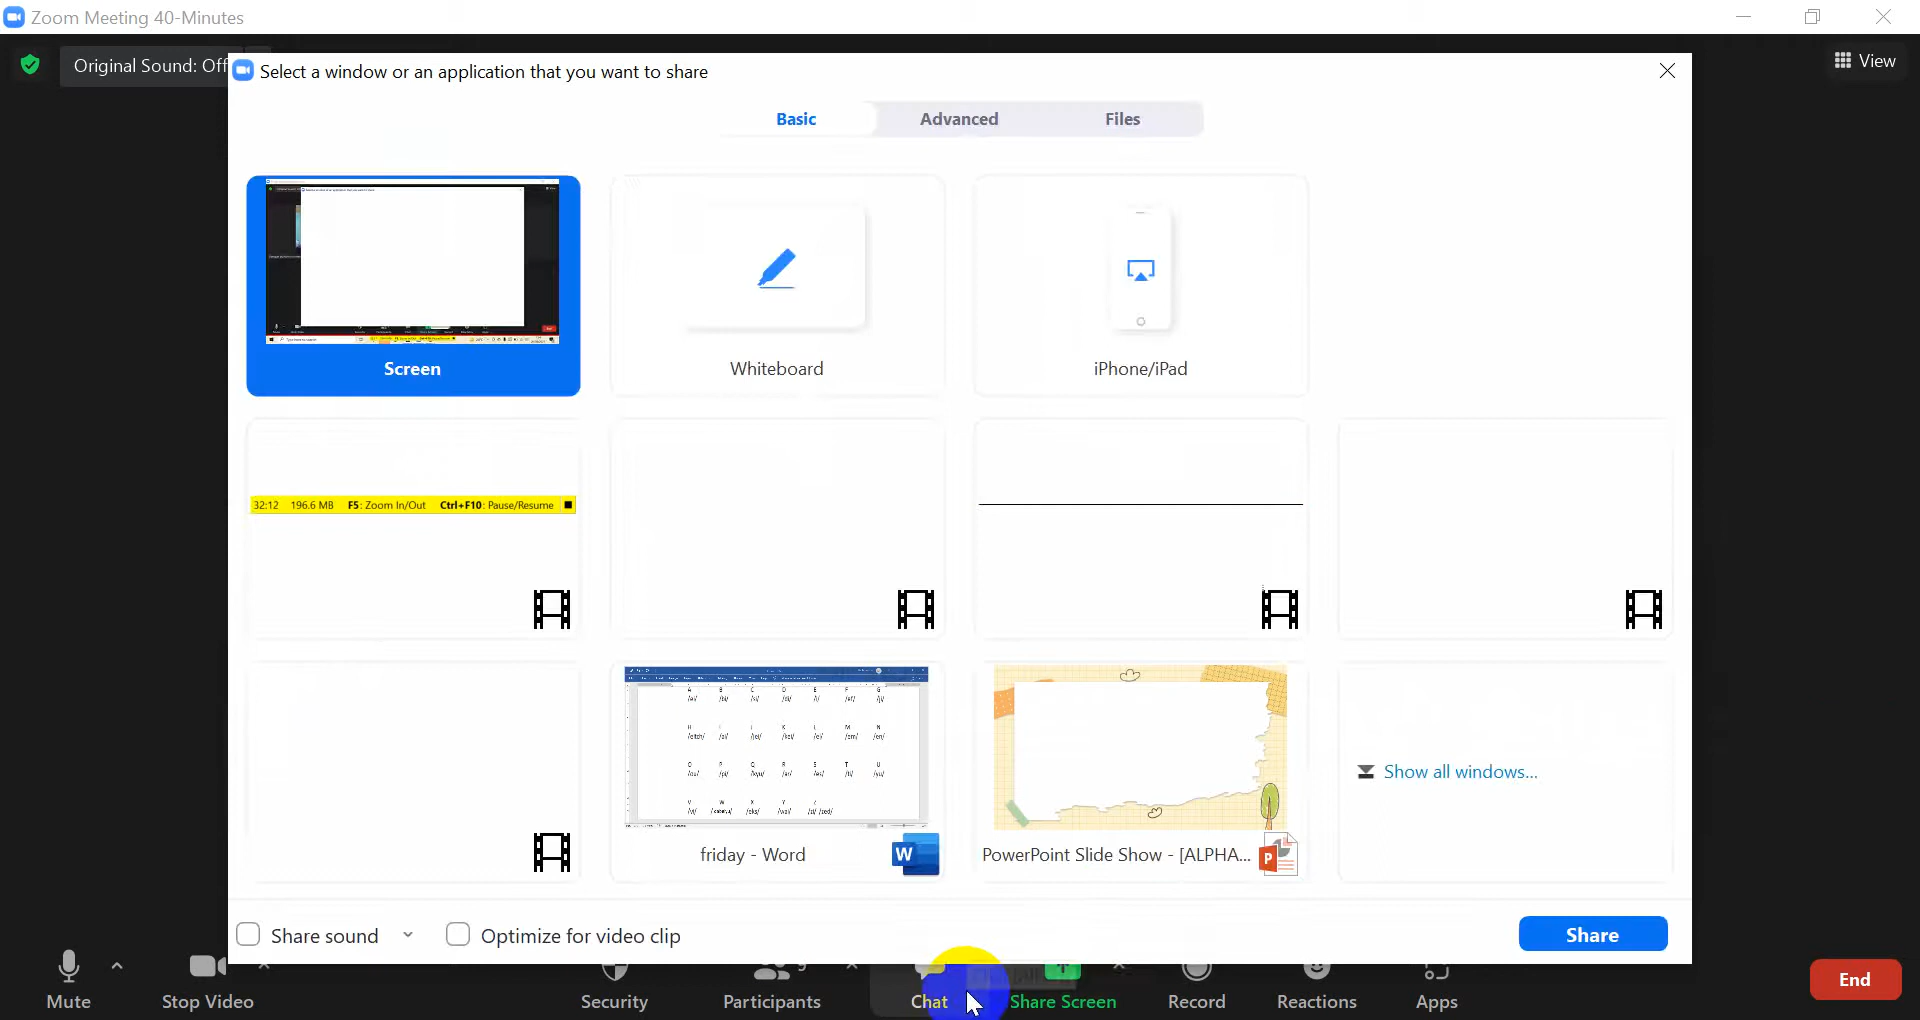 Zoom Meeting 40-Minutes
Original Sound: Off
View
Select a window or an application that you want to share
Basic
Advanced
Files
Screen
Whiteboard
iPhone/iPad
32:12 196.6 MB F5: Zoom In/Out Ctrl+F10: Pause/Resume
A B C D E F G
H I J K L M N
O P Q R S T U
V W X Y Z
friday - Word
W
PowerPoint Slide Show - [ALPHA...
P
Show all windows...
Share sound
Optimize for video clip
Share
Mute
Stop Video
Security
Participants
Chat
Share Screen
Record
Reactions
Apps
End